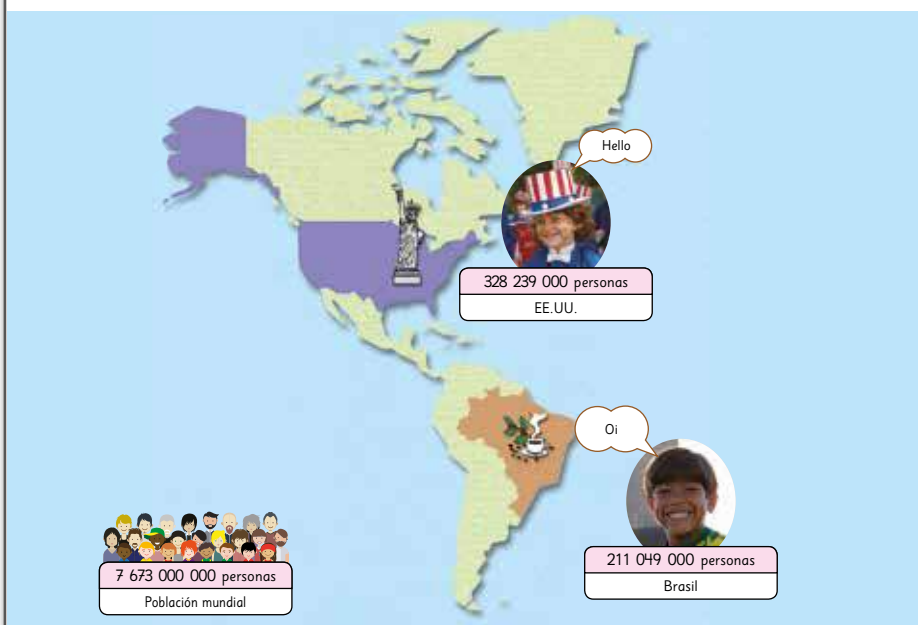 Hello
328 239 000 personas
EE.UU.
Oi
211 049 000 personas
Brasil
7 673 000 000 personas
Población mundial